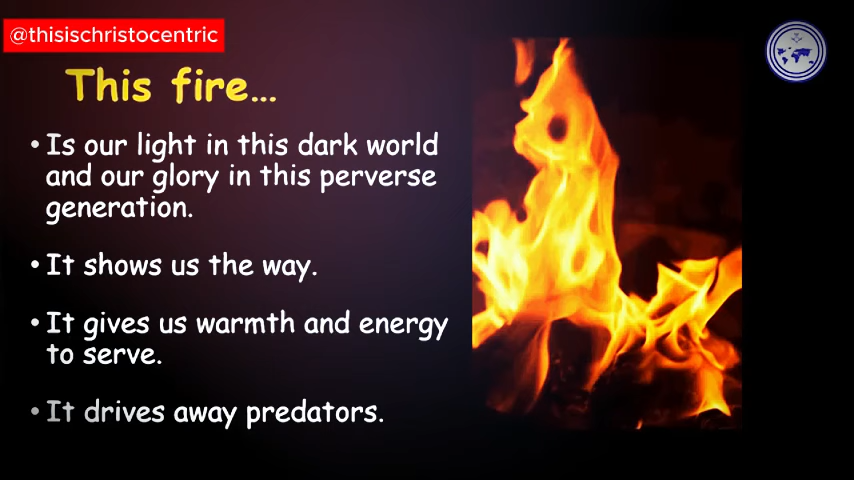 @thisischristocentric
This fire...
• Is our light in this dark world
and our glory in this perverse
generation.
• It shows us the way.
• It gives us warmth and energy
to serve.
• It drives away predators.